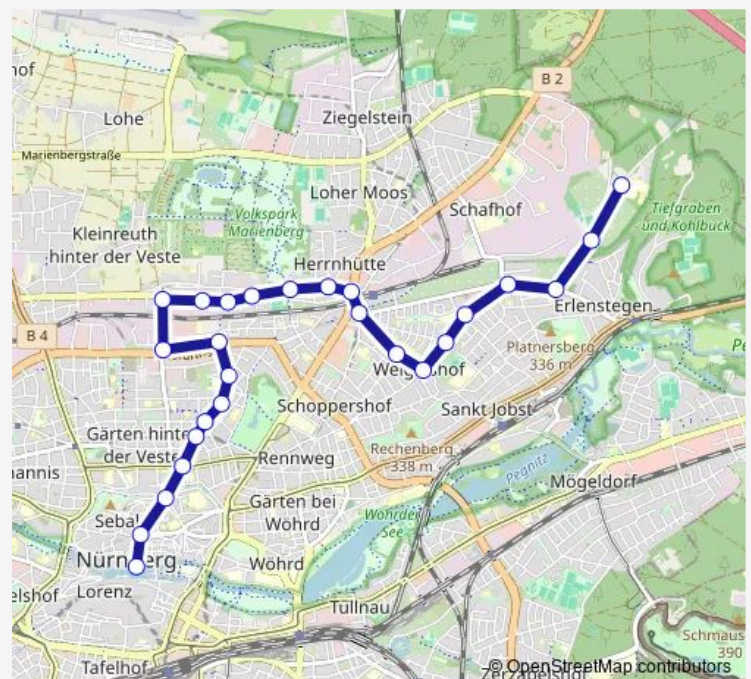 hof
B 2
Lohe
Ziegelstein
Marienbergstraße
Loher Moos
Schafhof
Volkspark
Marienberg
Tiefgraben
und Kohlbuck
Kleinreuth
hinter der Veste
Herrnhütte
Erlenstegen
B 4
Platnersberg
336 m
Schoppershof
Sankt Jobst
Gärten hinte
der Veste
Rechenberg
338 m
annis
Rennweg
Pegnitz
Mögeldorf
Gärten bei
Wöhrd
Sebal
Wöhrder
See
Nürnberg
Wöhrd
elshof
Lorenz
Tullnau
Schmaus
390
Tafelhof
Zerzabelshof
© OpenStreetMap contributors